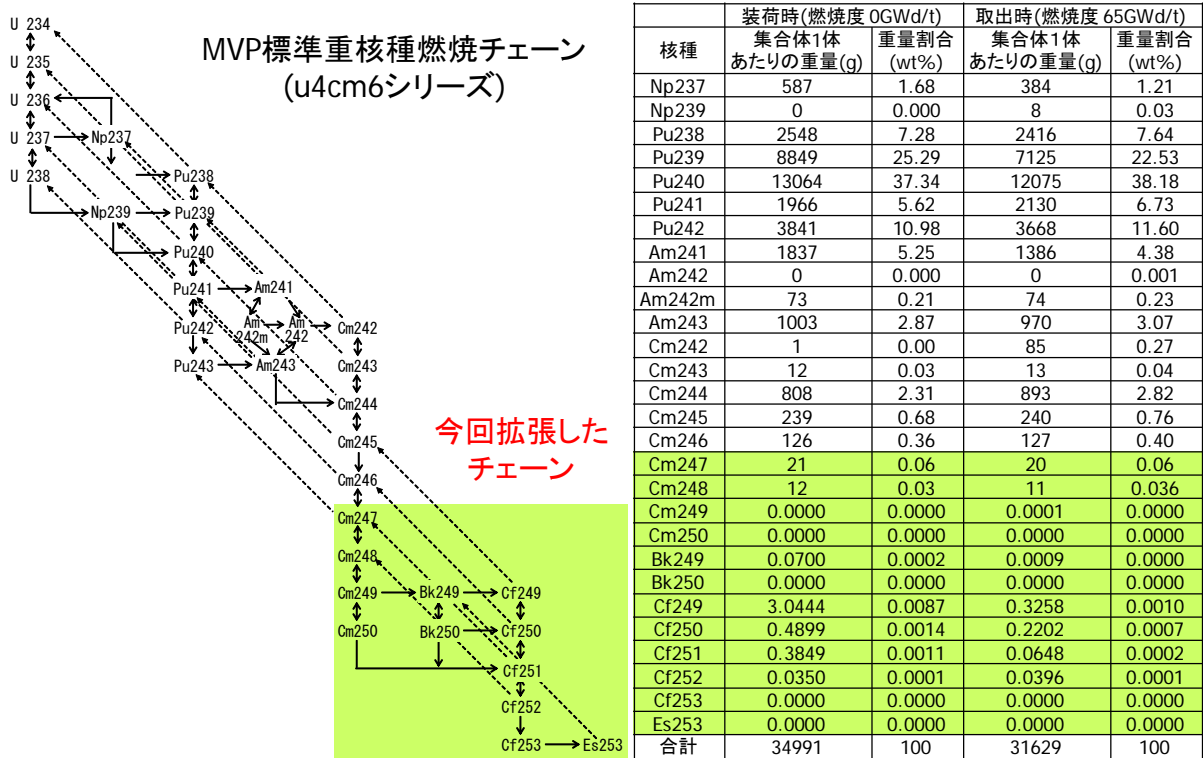 MVP標準重核種燃焼チェーン
(u4cm6シリーズ)
U 234
U 235
U 236
U 237
Np237
U 238
Pu238
Np239
Pu239
Pu240
Pu241
Am241
Pu242
Am
242m
Am
242
Cm242
Pu243
Am243
Cm243
Cm244
今回拡張した
チェーン
Cm245
Cm246
Cm247
Cm248
Cm249
Bk249
Cf249
Cm250
Bk250
Cf250
Cf251
Cf252
Cf253
Es253
装荷時(燃焼度 0GWd/t) 取出時(燃焼度 65GWd/t)
核種 集合体1体あたりの重量(g) 重量割合(wt%) 集合体1体あたりの重量(g) 重量割合(wt%)
Np237 587 1.68 384 1.21
Np239 0 0.000 8 0.03
Pu238 2548 7.28 2416 7.64
Pu239 8849 25.29 7125 22.53
Pu240 13064 37.34 12075 38.18
Pu241 1966 5.62 2130 6.73
Pu242 3841 10.98 3668 11.60
Am241 1837 5.25 1386 4.38
Am242 0 0.000 0 0.001
Am242m 73 0.21 74 0.23
Am243 1003 2.87 970 3.07
Cm242 1 0.00 85 0.27
Cm243 12 0.03 13 0.04
Cm244 808 2.31 893 2.82
Cm245 239 0.68 240 0.76
Cm246 126 0.36 127 0.40
Cm247 21 0.06 20 0.06
Cm248 12 0.03 11 0.036
Cm249 0.0000 0.0000 0.0001 0.0000
Cm250 0.0000 0.0000 0.0000 0.0000
Bk249 0.0700 0.0002 0.0009 0.0000
Bk250 0.0000 0.0000 0.0000 0.0000
Cf249 3.0444 0.0087 0.3258 0.0010
Cf250 0.4899 0.0014 0.2202 0.0007
Cf251 0.3849 0.0011 0.0648 0.0002
Cf252 0.0350 0.0001 0.0396 0.0001
Cf253 0.0000 0.0000 0.0000 0.0000
Es253 0.0000 0.0000 0.0000 0.0000
合計 34991 100 31629 100